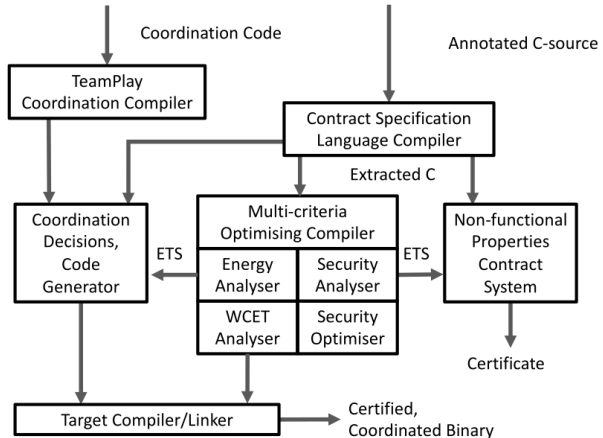 Coordination Code
Annotated C-source
TeamPlay
Coordination Compiler
Contract Specification
Language Compiler
Extracted C
Coordination
Decisions,
Code
Generator
ETS
Multi-criteria
Optimising Compiler
Energy
Analyser
Security
Analyser
WCET
Analyser
Security
Optimiser
ETS
Non-functional
Properties
Contract
System
Certificate
Target Compiler/Linker
Certified,
Coordinated Binary